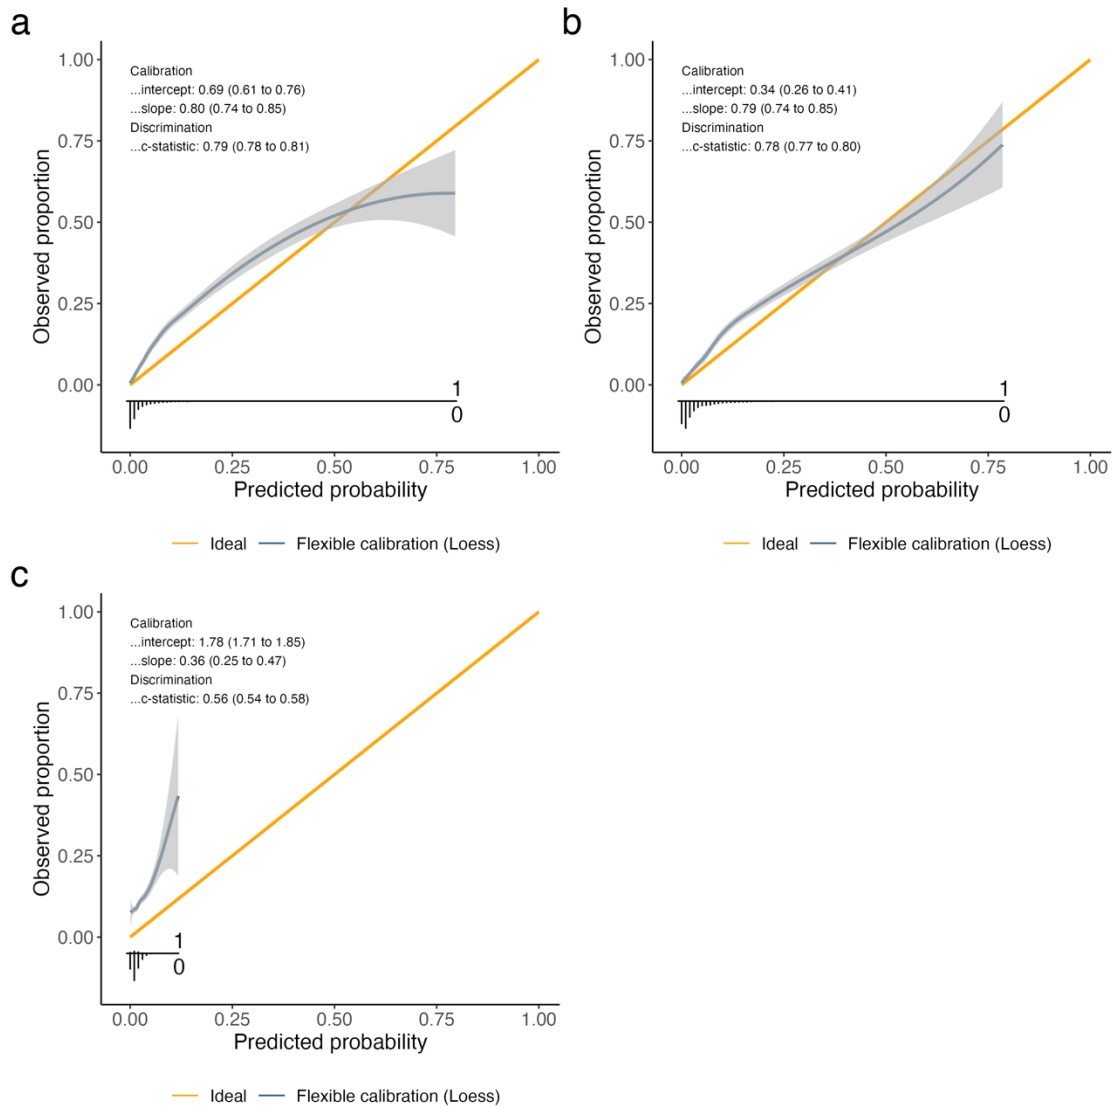 a
Calibration
...intercept: 0.69 (0.61 to 0.76)
...slope: 0.80 (0.74 to 0.85)
Discrimination
...c-statistic: 0.79 (0.78 to 0.81)
1.00
0.75
0.50
0.25
0.00
Observed proportion
1
0
0.00 0.25 0.50 0.75 1.00
Predicted probability
Ideal Flexible calibration (Loess)
b
Calibration
...intercept: 0.34 (0.26 to 0.41)
...slope: 0.79 (0.74 to 0.85)
Discrimination
...c-statistic: 0.78 (0.77 to 0.80)
1.00
0.75
0.50
0.25
0.00
Observed proportion
1
0
0.00 0.25 0.50 0.75 1.00
Predicted probability
Ideal Flexible calibration (Loess)
c
Calibration
...intercept: 1.78 (1.71 to 1.85)
...slope: 0.36 (0.25 to 0.47)
Discrimination
...c-statistic: 0.56 (0.54 to 0.58)
1.00
0.75
0.50
0.25
0.00
Observed proportion
1
0
0.00 0.25 0.50 0.75 1.00
Predicted probability
Ideal Flexible calibration (Loess)